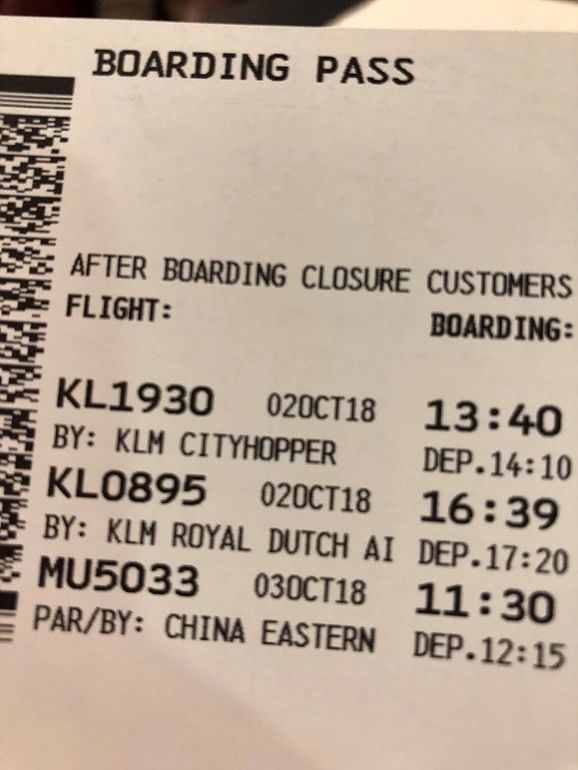 BOARDING PASS
AFTER BOARDING CLOSURE CUSTOMERS
FLIGHT: BOARDING:
KL1930 02OCT18 13:40
BY: KLM CITYHOPPER DEP.14:10
KL0895 02OCT18 16:39
BY: KLM ROYAL DUTCH AI DEP.17:20
MU5033 03OCT18 11:30
PAR/BY: CHINA EASTERN DEP.12:15